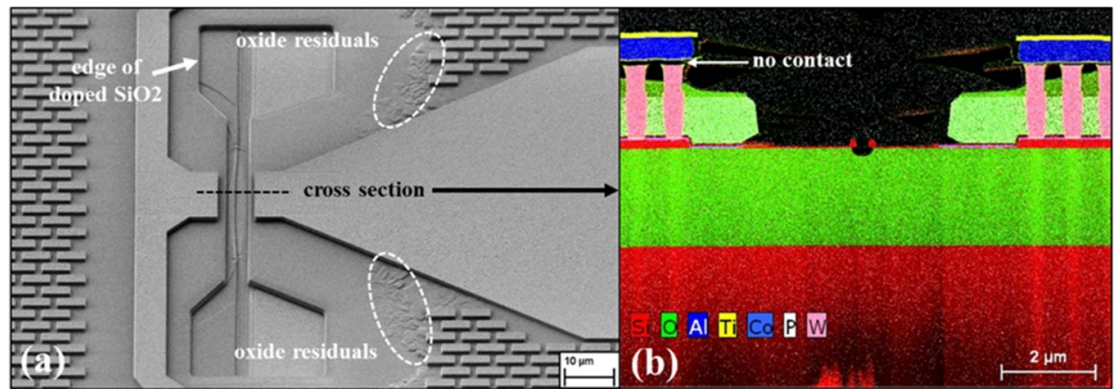 oxide residuals
edge of
doped SiO2
no contact
cross section
oxide residuals
(a)
10 µm
Si O Al Ti Co P W
(b)
2 µm